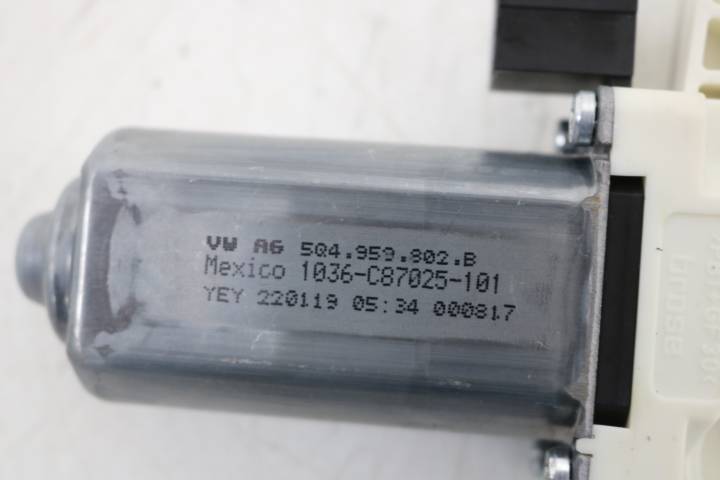 VW AG 5Q4.959.802.B
Mexico 1036-C87025-101
YEY 220119 05:34 000817